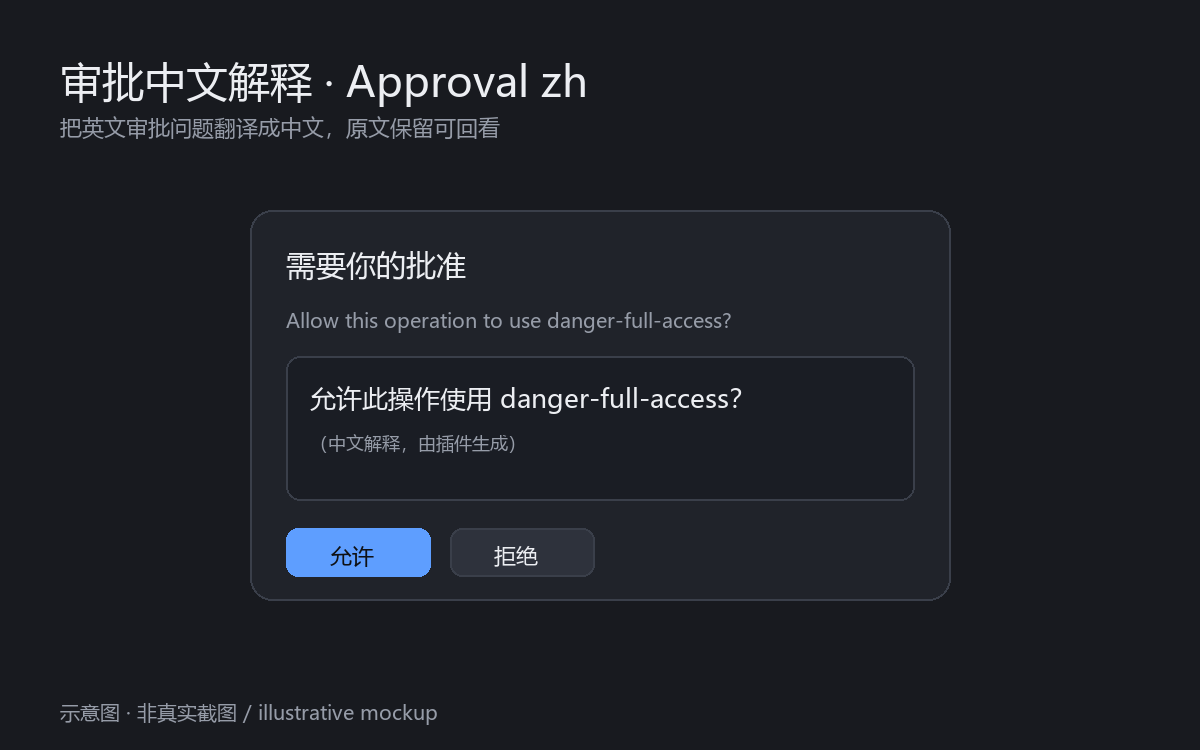 审批中文解释 · Approval zh
把英文审批问题翻译成中文，原文保留可回看
需要你的批准
Allow this operation to use danger-full-access?
允许此操作使用 danger-full-access?
（中文解释，由插件生成）
允许
拒绝
示意图 · 非真实截图 / illustrative mockup